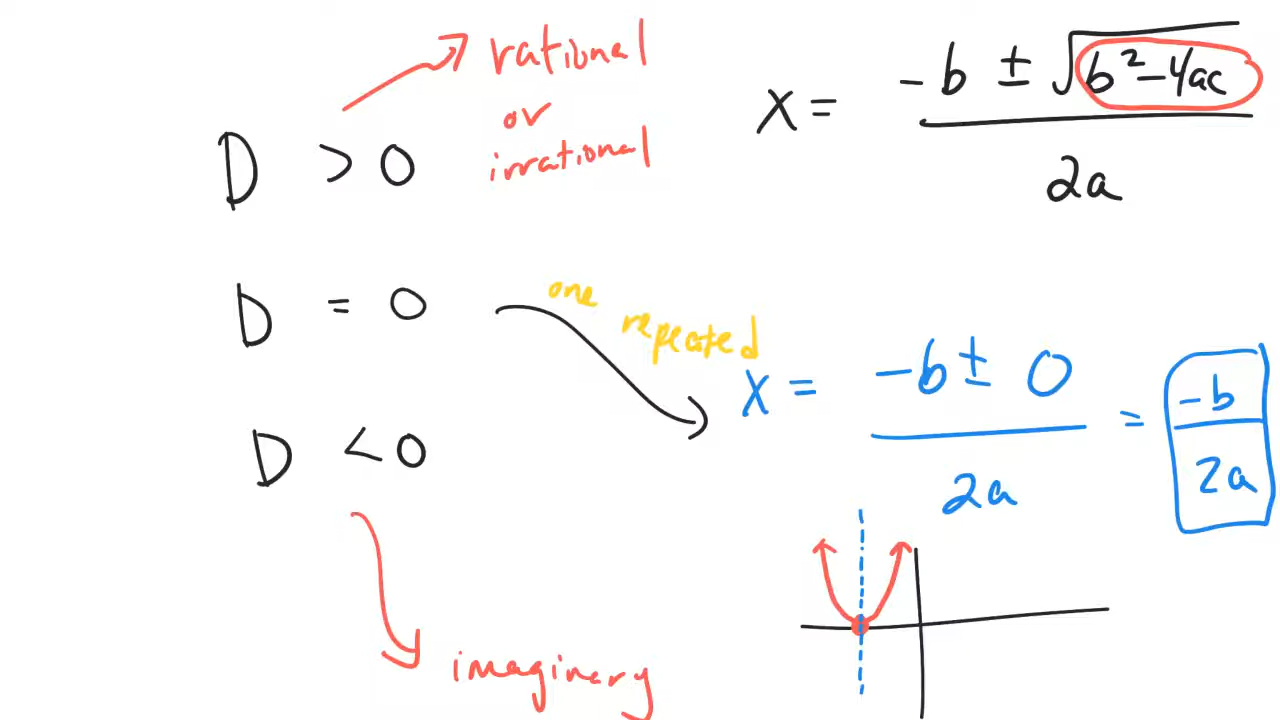 rational
or
irrational
D > 0
x = -b ± √(b² - 4ac) / 2a
D = 0
one
repeated
x = -b ± 0 / 2a = -b / 2a
D < 0
imaginary